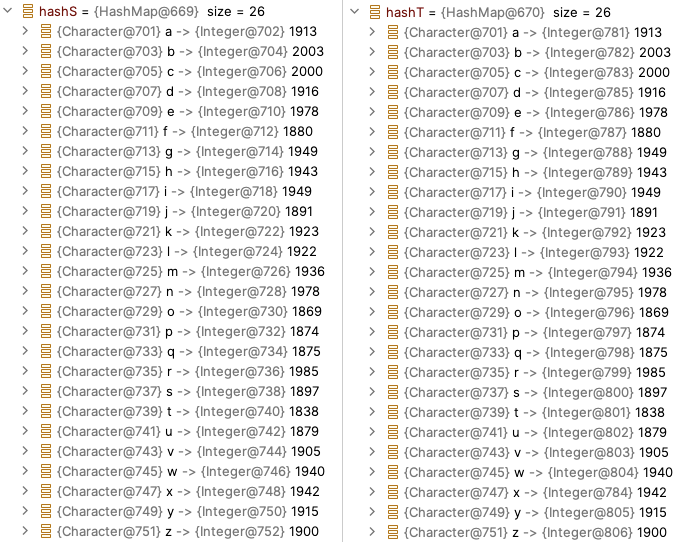 hashS = {HashMap@669} size = 26
{Character@701} a -> {Integer@702} 1913
{Character@703} b -> {Integer@704} 2003
{Character@705} c -> {Integer@706} 2000
{Character@707} d -> {Integer@708} 1916
{Character@709} e -> {Integer@710} 1978
{Character@711} f -> {Integer@712} 1880
{Character@713} g -> {Integer@714} 1949
{Character@715} h -> {Integer@716} 1943
{Character@717} i -> {Integer@718} 1949
{Character@719} j -> {Integer@720} 1891
{Character@721} k -> {Integer@722} 1923
{Character@723} l -> {Integer@724} 1922
{Character@725} m -> {Integer@726} 1936
{Character@727} n -> {Integer@728} 1978
{Character@729} o -> {Integer@730} 1869
{Character@731} p -> {Integer@732} 1874
{Character@733} q -> {Integer@734} 1875
{Character@735} r -> {Integer@736} 1985
{Character@737} s -> {Integer@738} 1897
{Character@739} t -> {Integer@740} 1838
{Character@741} u -> {Integer@742} 1879
{Character@743} v -> {Integer@744} 1905
{Character@745} w -> {Integer@746} 1940
{Character@747} x -> {Integer@748} 1942
{Character@749} y -> {Integer@750} 1915
{Character@751} z -> {Integer@752} 1900
hashT = {HashMap@670} size = 26
{Character@701} a -> {Integer@781} 1913
{Character@703} b -> {Integer@782} 2003
{Character@705} c -> {Integer@783} 2000
{Character@707} d -> {Integer@785} 1916
{Character@709} e -> {Integer@786} 1978
{Character@711} f -> {Integer@787} 1880
{Character@713} g -> {Integer@788} 1949
{Character@715} h -> {Integer@789} 1943
{Character@717} i -> {Integer@790} 1949
{Character@719} j -> {Integer@791} 1891
{Character@721} k -> {Integer@792} 1923
{Character@723} l -> {Integer@793} 1922
{Character@725} m -> {Integer@794} 1936
{Character@727} n -> {Integer@795} 1978
{Character@729} o -> {Integer@796} 1869
{Character@731} p -> {Integer@797} 1874
{Character@733} q -> {Integer@798} 1875
{Character@735} r -> {Integer@799} 1985
{Character@737} s -> {Integer@800} 1897
{Character@739} t -> {Integer@801} 1838
{Character@741} u -> {Integer@802} 1879
{Character@743} v -> {Integer@803} 1905
{Character@745} w -> {Integer@804} 1940
{Character@747} x -> {Integer@784} 1942
{Character@749} y -> {Integer@805} 1915
{Character@751} z -> {Integer@806} 1900